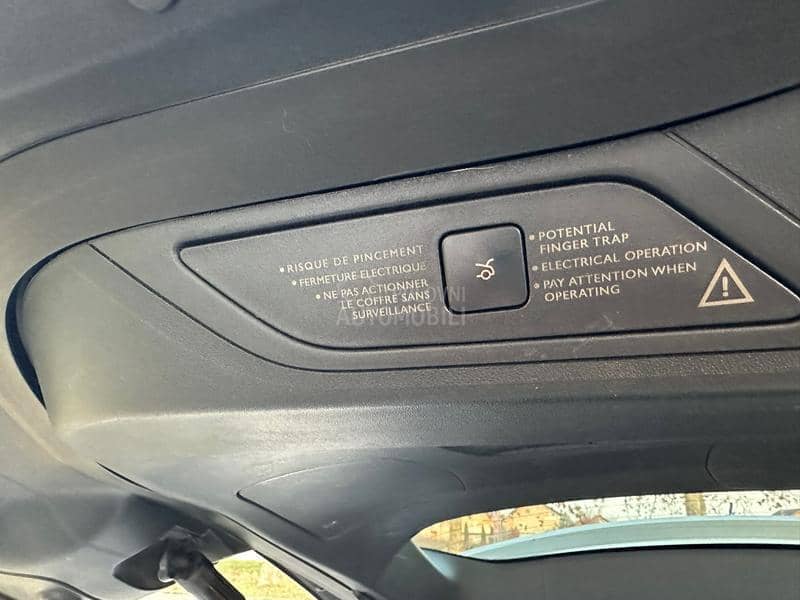 • RISQUE DE PINCEMENT
• FERMETURE ELECTRIQUE
• NE PAS ACTIONNER
LE COFFRE SANS
SURVEILLANCE
• POTENTIAL
FINGER TRAP
• ELECTRICAL OPERATION
• PAY ATTENTION WHEN
OPERATING
!
AUTOMOBILI